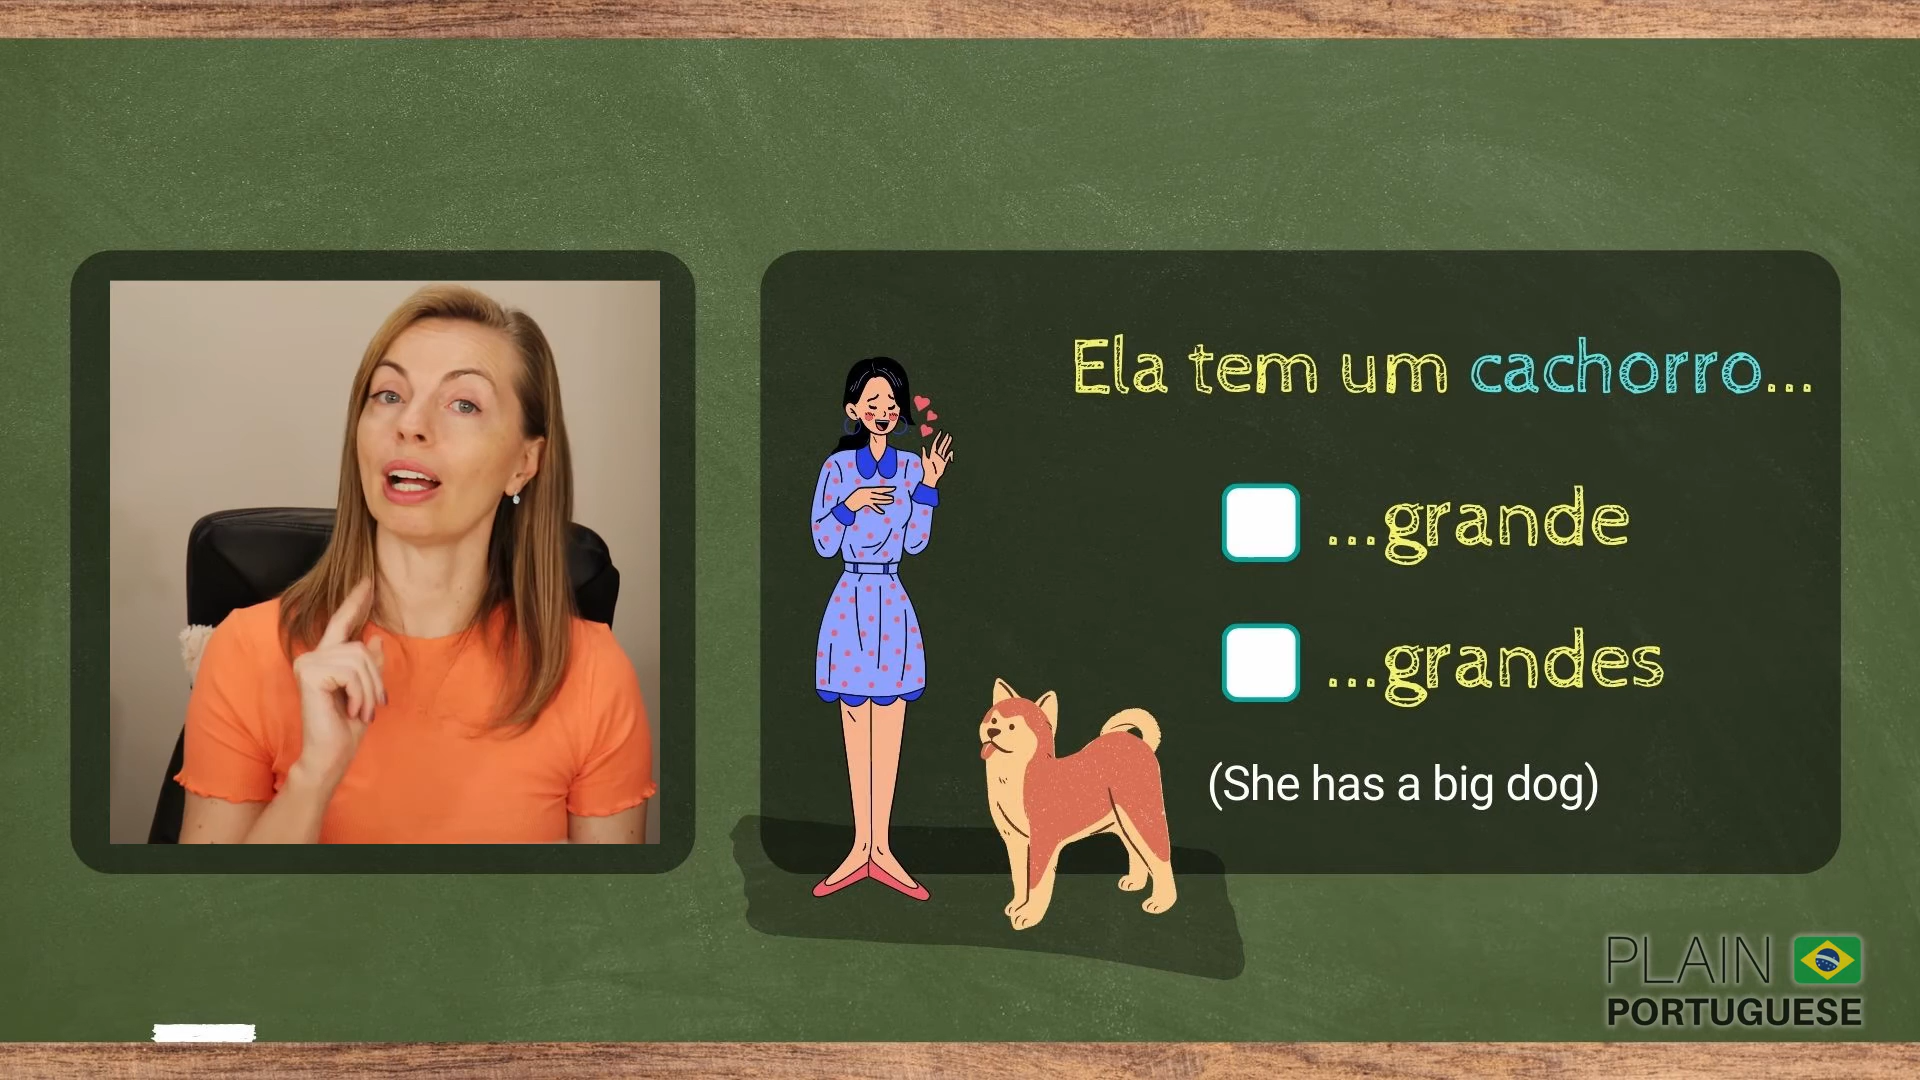 Ela tem um cachorro...
...grande
...grandes
(She has a big dog)
PLAIN
PORTUGUESE